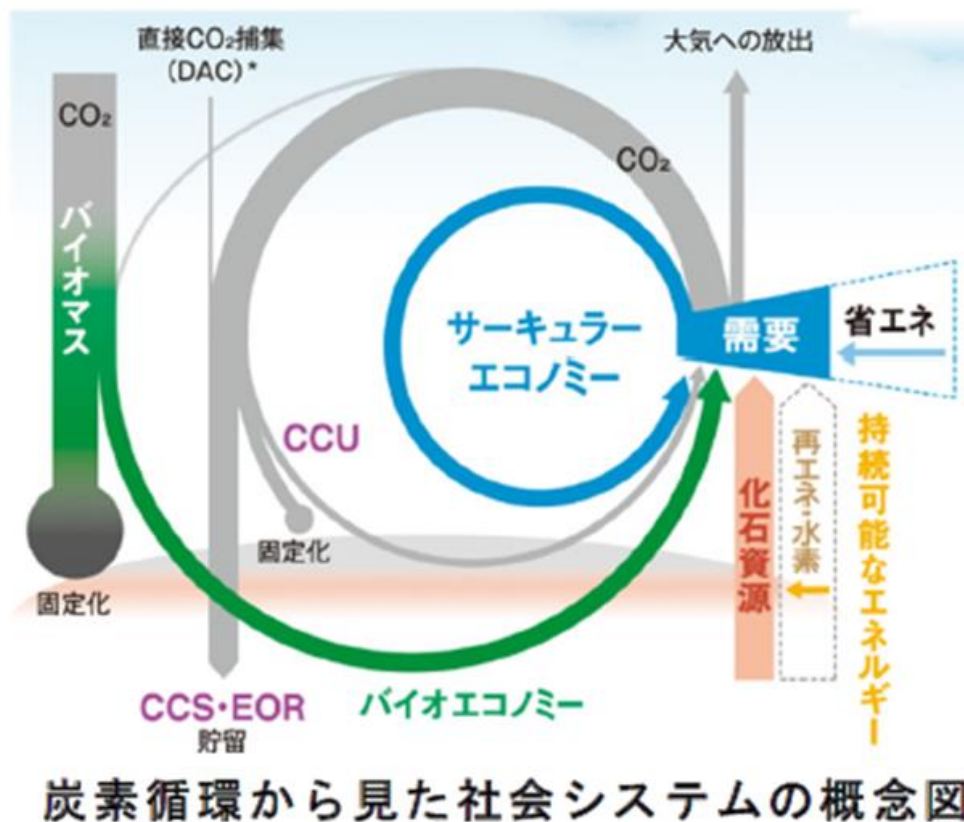 直接CO₂捕集
(DAC)*
大気への放出
CO₂
CO₂
バイオマス
サーキュラー
エコノミー
需要
省エネ
CCU
固定化
固定化
化石資源
再エネ・水素
持続可能なエネルギー
CCS・EOR
貯留
バイオエコノミー
炭素循環から見た社会システムの概念図